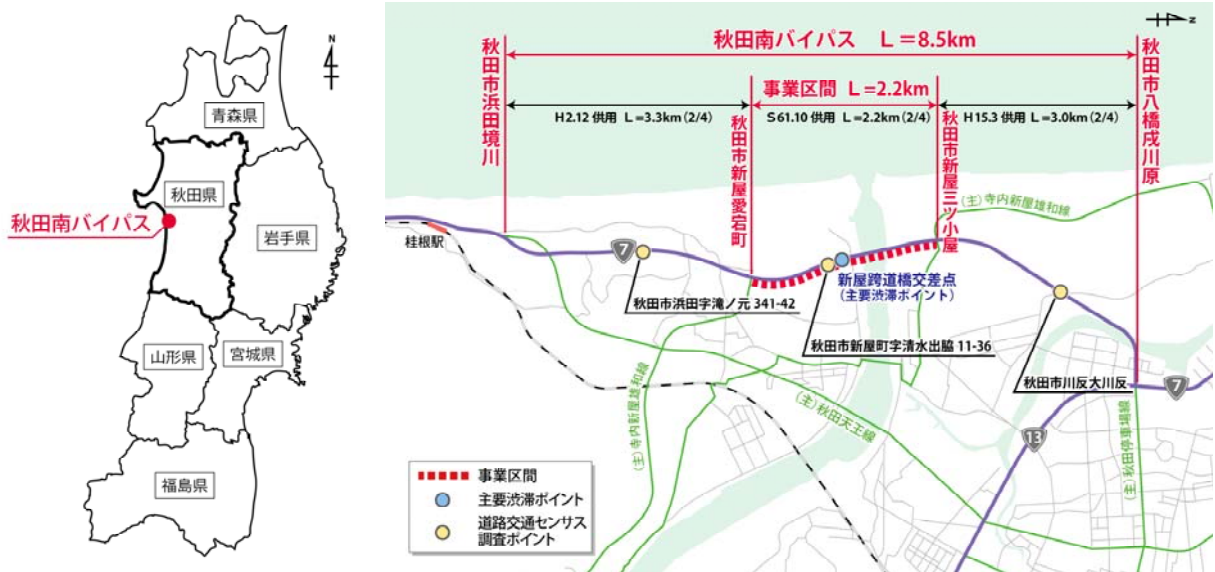 N
青森県
秋田県
秋田南バイパス
岩手県
山形県
宮城県
福島県
N
秋田南バイパス L=8.5km
秋田市浜田境川
秋田市八橋戌川原
事業区間 L=2.2km
H2.12 供用 L=3.3km(2/4)
S61.10 供用 L=2.2km(2/4)
H15.3 供用 L=3.0km(2/4)
秋田市新屋愛宕町
秋田市新屋三ツ小屋
(主)寺内新屋雄和線
桂根駅
7
新屋跨道橋交差点
(主要渋滞ポイント)
秋田市浜田字滝ノ元 341-42
秋田市新屋町字清水出脇 11-36
秋田市川反大川反
7
(主)寺内新屋雄和線
(主)秋田天王線
13
(主)秋田停車場線
事業区間
主要渋滞ポイント
道路交通センサス
調査ポイント